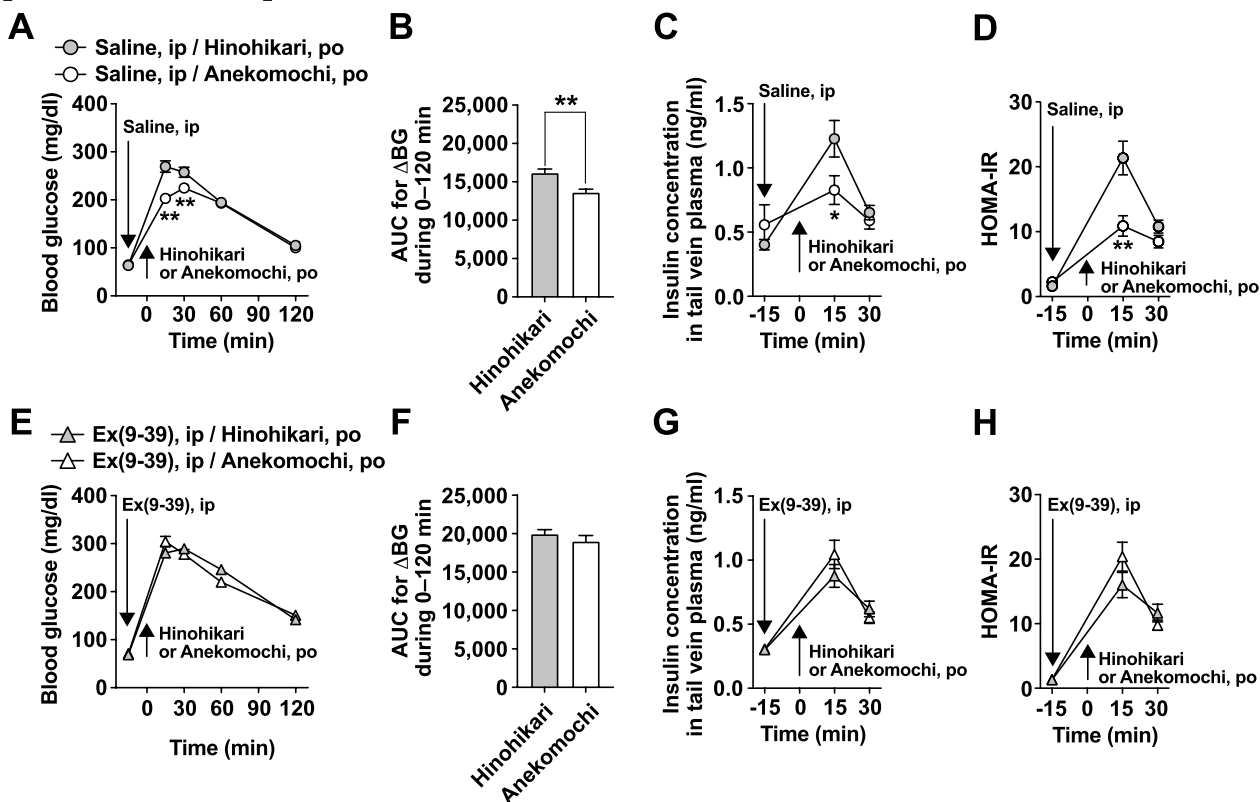 A
Saline, ip / Hinohikari, po
Saline, ip / Anekomochi, po
Blood glucose (mg/dl)
400
300
200
100
0
Saline, ip
**
**
Hinohikari
or Anekomochi, po
0 30 60 90 120
Time (min)
B
AUC for ΔBG
during 0–120 min
25,000
20,000
15,000
10,000
5,000
0
**
Hinohikari
Anekomochi
C
Insulin concentration
in tail vein plasma (ng/ml)
1.5
1.0
0.5
0.0
Saline, ip
*
Hinohikari
or Anekomochi, po
-15 0 15 30
Time (min)
D
HOMA-IR
30
20
10
0
Saline, ip
**
Hinohikari
or Anekomochi, po
-15 0 15 30
Time (min)
E
Ex(9-39), ip / Hinohikari, po
Ex(9-39), ip / Anekomochi, po
Blood glucose (mg/dl)
400
300
200
100
0
Ex(9-39), ip
Hinohikari
or Anekomochi, po
0 30 60 90 120
Time (min)
F
AUC for ΔBG
during 0–120 min
25,000
20,000
15,000
10,000
5,000
0
Hinohikari
Anekomochi
G
Insulin concentration
in tail vein plasma (ng/ml)
1.5
1.0
0.5
0.0
Ex(9-39), ip
Hinohikari
or Anekomochi, po
-15 0 15 30
Time (min)
H
HOMA-IR
30
20
10
0
Ex(9-39), ip
Hinohikari
or Anekomochi, po
-15 0 15 30
Time (min)